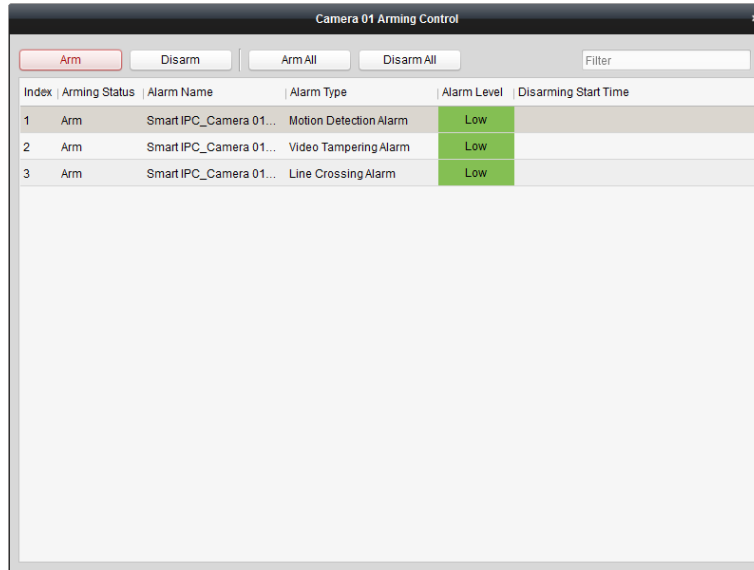 Camera 01 Arming Control
Arm Disarm Arm All Disarm All Filter
Index Arming Status Alarm Name Alarm Type Alarm Level Disarming Start Time
1 Arm Smart IPC_Camera 01... Motion Detection Alarm Low
2 Arm Smart IPC_Camera 01... Video Tampering Alarm Low
3 Arm Smart IPC_Camera 01... Line Crossing Alarm Low